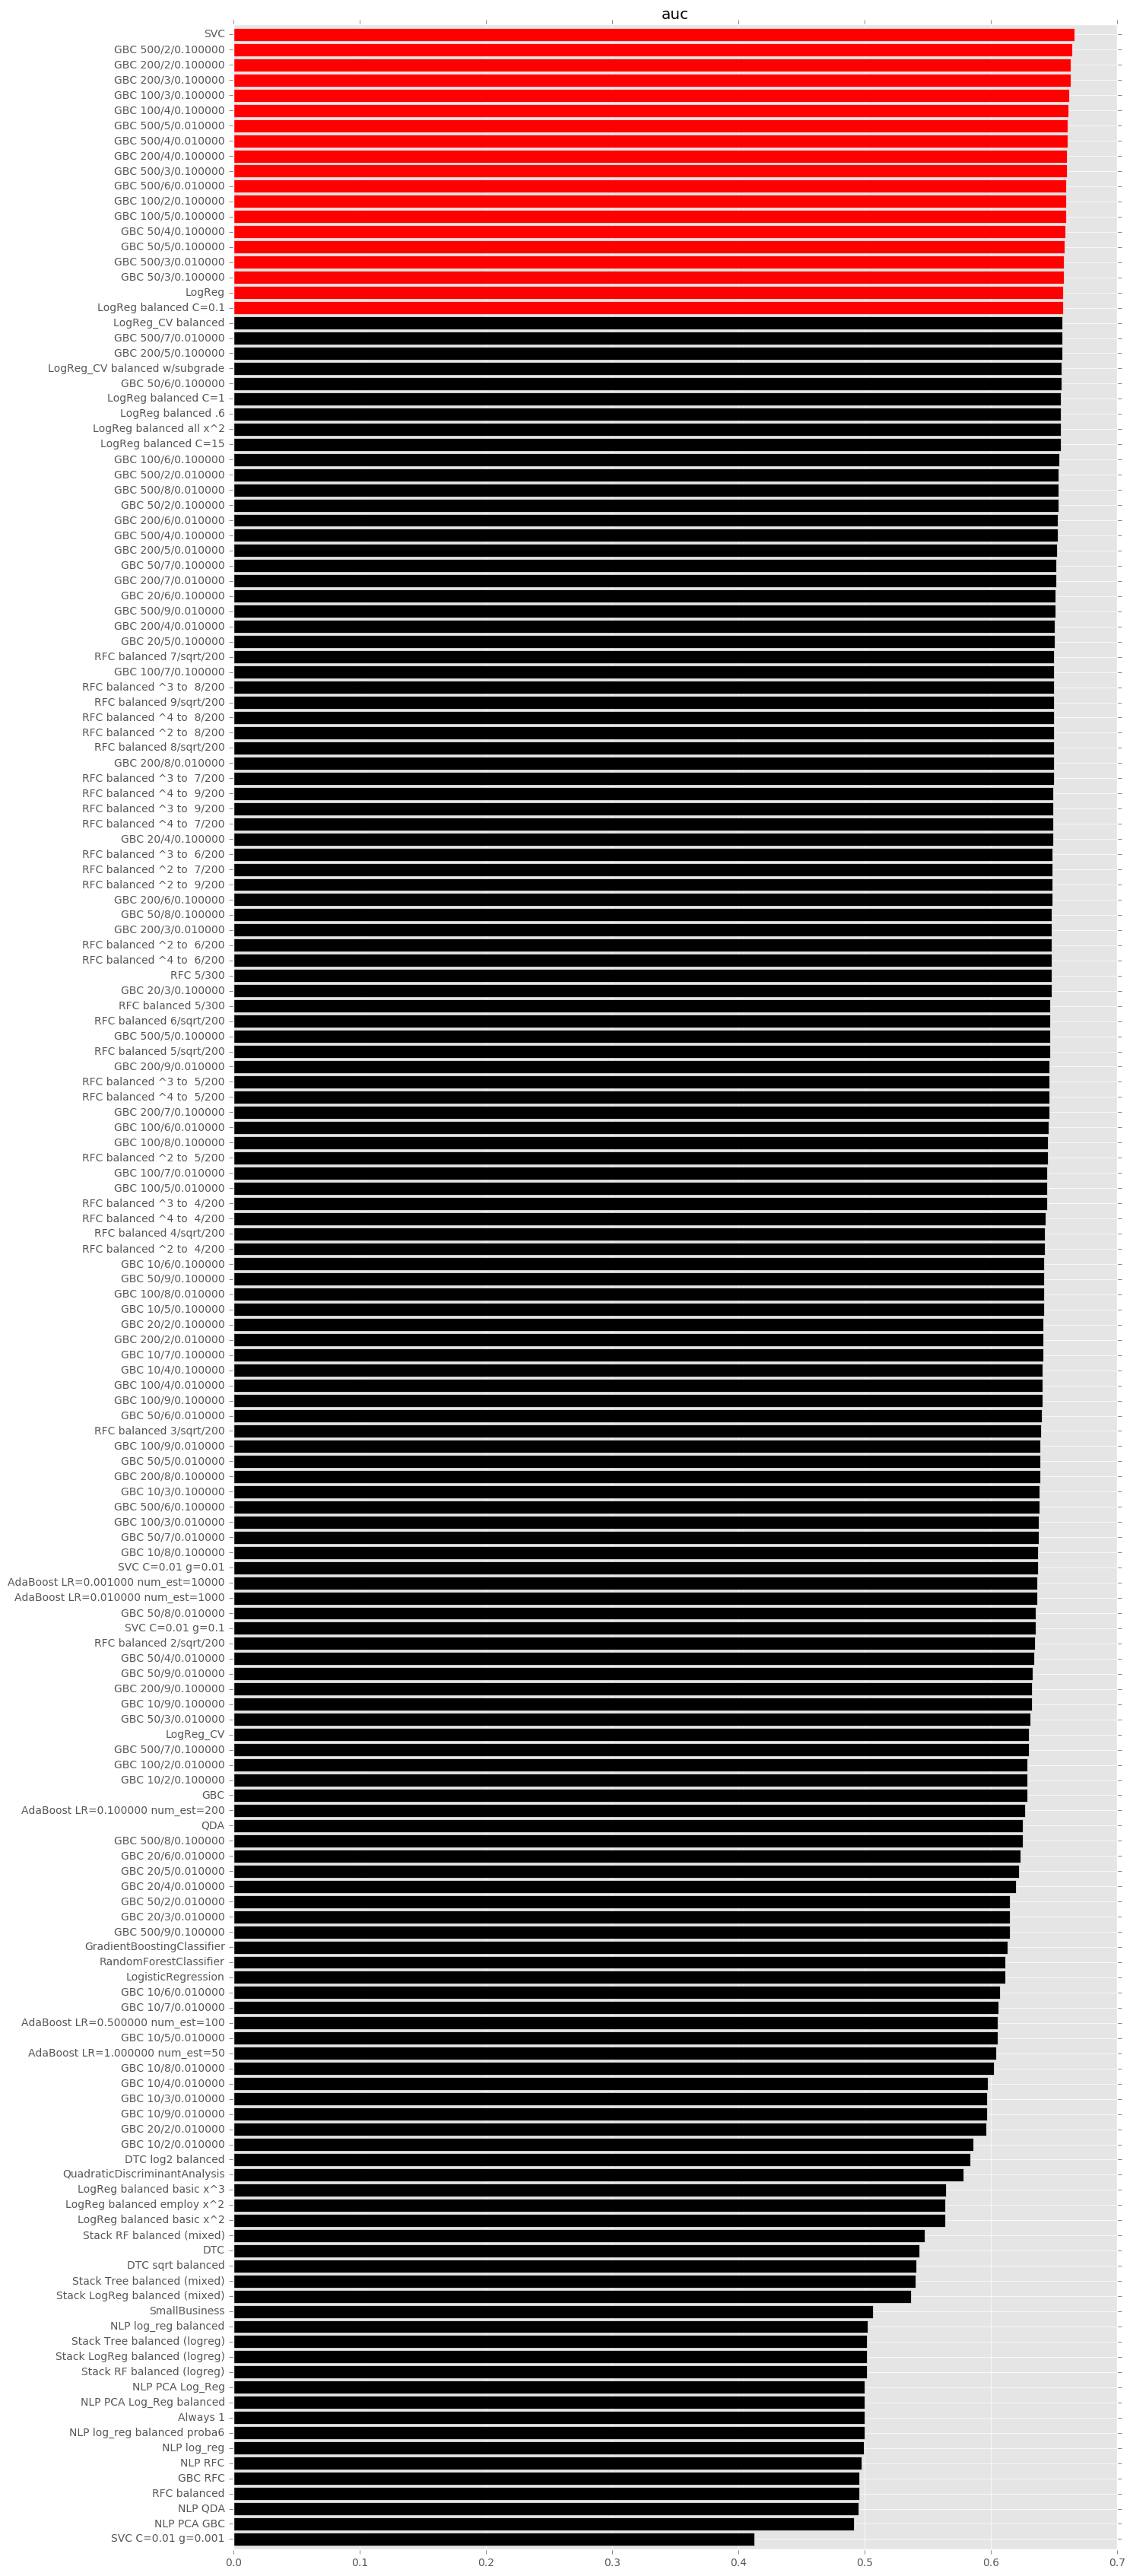 auc
SVC
GBC 500/2/0.100000
GBC 200/2/0.100000
GBC 200/3/0.100000
GBC 100/3/0.100000
GBC 100/4/0.100000
GBC 500/5/0.010000
GBC 500/4/0.010000
GBC 200/4/0.100000
GBC 500/3/0.100000
GBC 500/6/0.010000
GBC 100/2/0.100000
GBC 100/5/0.100000
GBC 50/4/0.100000
GBC 50/5/0.100000
GBC 500/3/0.010000
GBC 50/3/0.100000
LogReg
LogReg balanced C=0.1
LogReg_CV balanced
GBC 500/7/0.010000
GBC 200/5/0.100000
LogReg_CV balanced w/subgrade
GBC 50/6/0.100000
LogReg balanced C=1
LogReg balanced .6
LogReg balanced all x^2
LogReg balanced C=15
GBC 100/6/0.100000
GBC 500/2/0.010000
GBC 500/8/0.010000
GBC 50/2/0.100000
GBC 200/6/0.010000
GBC 500/4/0.100000
GBC 200/5/0.010000
GBC 50/7/0.100000
GBC 200/7/0.010000
GBC 20/6/0.100000
GBC 500/9/0.010000
GBC 200/4/0.010000
GBC 20/5/0.100000
RFC balanced 7/sqrt/200
GBC 100/7/0.100000
RFC balanced ^3 to  8/200
RFC balanced 9/sqrt/200
RFC balanced ^4 to  8/200
RFC balanced ^2 to  8/200
RFC balanced 8/sqrt/200
GBC 200/8/0.010000
RFC balanced ^3 to  7/200
RFC balanced ^4 to  9/200
RFC balanced ^3 to  9/200
RFC balanced ^4 to  7/200
GBC 20/4/0.100000
RFC balanced ^3 to  6/200
RFC balanced ^2 to  7/200
RFC balanced ^2 to  9/200
GBC 200/6/0.100000
GBC 50/8/0.100000
GBC 200/3/0.010000
RFC balanced ^2 to  6/200
RFC balanced ^4 to  6/200
RFC 5/300
GBC 20/3/0.100000
RFC balanced 5/300
RFC balanced 6/sqrt/200
GBC 500/5/0.100000
RFC balanced 5/sqrt/200
GBC 200/9/0.010000
RFC balanced ^3 to  5/200
RFC balanced ^4 to  5/200
GBC 200/7/0.100000
GBC 100/6/0.010000
GBC 100/8/0.100000
RFC balanced ^2 to  5/200
GBC 100/7/0.010000
GBC 100/5/0.010000
RFC balanced ^3 to  4/200
RFC balanced ^4 to  4/200
RFC balanced 4/sqrt/200
RFC balanced ^2 to  4/200
GBC 10/6/0.100000
GBC 50/9/0.100000
GBC 100/8/0.010000
GBC 10/5/0.100000
GBC 20/2/0.100000
GBC 200/2/0.010000
GBC 10/7/0.100000
GBC 10/4/0.100000
GBC 100/4/0.010000
GBC 100/9/0.100000
GBC 50/6/0.010000
RFC balanced 3/sqrt/200
GBC 100/9/0.010000
GBC 50/5/0.010000
GBC 200/8/0.100000
GBC 10/3/0.100000
GBC 500/6/0.100000
GBC 100/3/0.010000
GBC 50/7/0.010000
GBC 10/8/0.100000
SVC C=0.01 g=0.01
AdaBoost LR=0.001000 num_est=10000
AdaBoost LR=0.010000 num_est=1000
GBC 50/8/0.010000
SVC C=0.01 g=0.1
RFC balanced 2/sqrt/200
GBC 50/4/0.010000
GBC 50/9/0.010000
GBC 200/9/0.100000
GBC 10/9/0.100000
GBC 50/3/0.010000
LogReg_CV
GBC 500/7/0.100000
GBC 100/2/0.010000
GBC 10/2/0.100000
GBC
AdaBoost LR=0.100000 num_est=200
QDA
GBC 500/8/0.100000
GBC 20/6/0.010000
GBC 20/5/0.010000
GBC 20/4/0.010000
GBC 50/2/0.010000
GBC 20/3/0.010000
GBC 500/9/0.100000
GradientBoostingClassifier
RandomForestClassifier
LogisticRegression
GBC 10/6/0.010000
GBC 10/7/0.010000
AdaBoost LR=0.500000 num_est=100
GBC 10/5/0.010000
AdaBoost LR=1.000000 num_est=50
GBC 10/8/0.010000
GBC 10/4/0.010000
GBC 10/3/0.010000
GBC 10/9/0.010000
GBC 20/2/0.010000
GBC 10/2/0.010000
DTC log2 balanced
QuadraticDiscriminantAnalysis
LogReg balanced basic x^3
LogReg balanced employ x^2
LogReg balanced basic x^2
Stack RF balanced (mixed)
DTC
DTC sqrt balanced
Stack Tree balanced (mixed)
Stack LogReg balanced (mixed)
SmallBusiness
NLP log_reg balanced
Stack Tree balanced (logreg)
Stack LogReg balanced (logreg)
Stack RF balanced (logreg)
NLP PCA Log_Reg
NLP PCA Log_Reg balanced
Always 1
NLP log_reg balanced proba6
NLP log_reg
NLP RFC
GBC RFC
RFC balanced
NLP QDA
NLP PCA GBC
SVC C=0.01 g=0.001
0.0 0.1 0.2 0.3 0.4 0.5 0.6 0.7